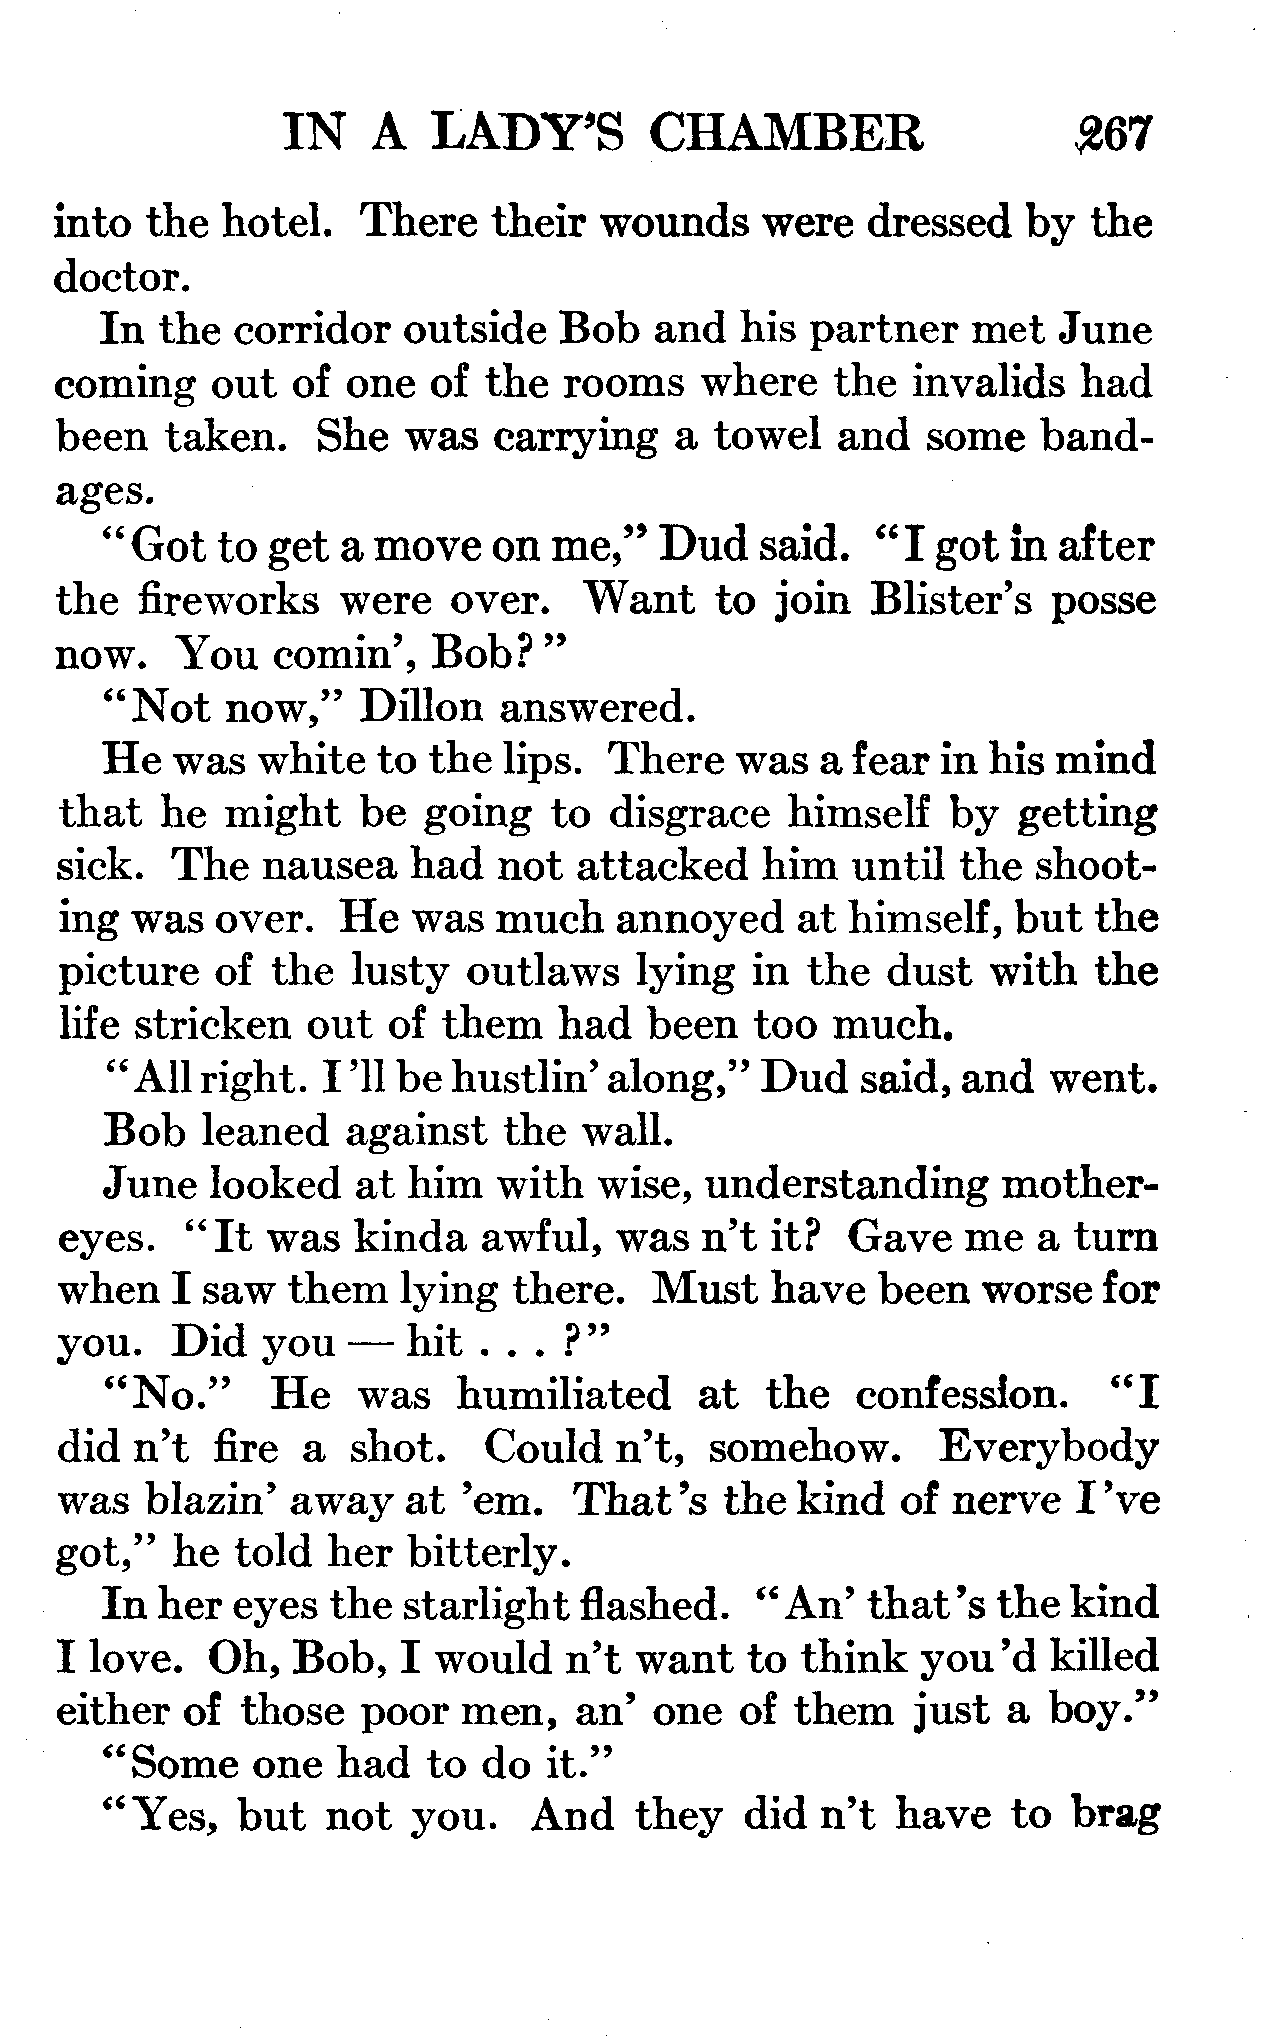 IN A LADY'S CHAMBER 267
into the hotel. There their wounds were dressed by the
doctor.
In the corridor outside Bob and his partner met June
coming out of one of the rooms where the invalids had
been taken. She was carrying a towel and some band-
ages.
"Got to get a move on me," Dud said. "I got in after
the fireworks were over. Want to join Blister's posse
now. You comin', Bob?"
"Not now," Dillon answered.
He was white to the lips. There was a fear in his mind
that he might be going to disgrace himself by getting
sick. The nausea had not attacked him until the shoot-
ing was over. He was much annoyed at himself, but the
picture of the lusty outlaws lying in the dust with the
life stricken out of them had been too much.
"All right. I'll be hustlin' along," Dud said, and went.
Bob leaned against the wall.
June looked at him with wise, understanding mother-
eyes. "It was kinda awful, was n't it? Gave me a turn
when I saw them lying there. Must have been worse for
you. Did you — hit . . . ?"
"No." He was humiliated at the confession. "I
did n't fire a shot. Could n't, somehow. Everybody
was blazin' away at 'em. That's the kind of nerve I've
got," he told her bitterly.
In her eyes the starlight flashed. "An' that's the kind
I love. Oh, Bob, I would n't want to think you'd killed
either of those poor men, an' one of them just a boy."
"Some one had to do it."
"Yes, but not you. And they did n't have to brag